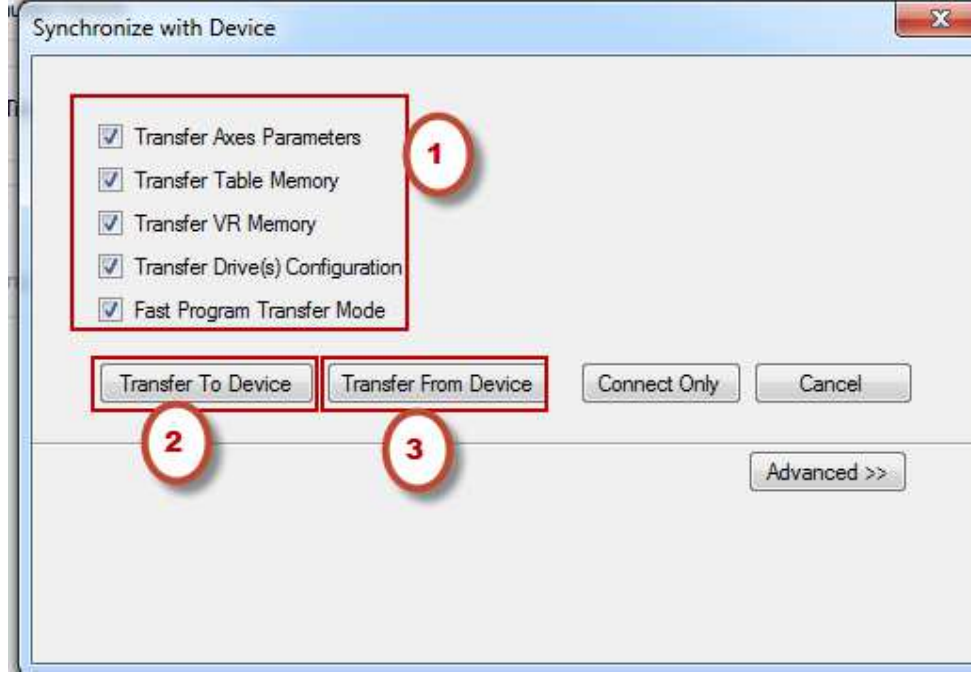 Synchronize with Device
Transfer Axes Parameters
1
Transfer Table Memory
Transfer VR Memory
Transfer Drive(s) Configuration
Fast Program Transfer Mode
Transfer To Device
Transfer From Device
Connect Only
Cancel
2
3
Advanced >>